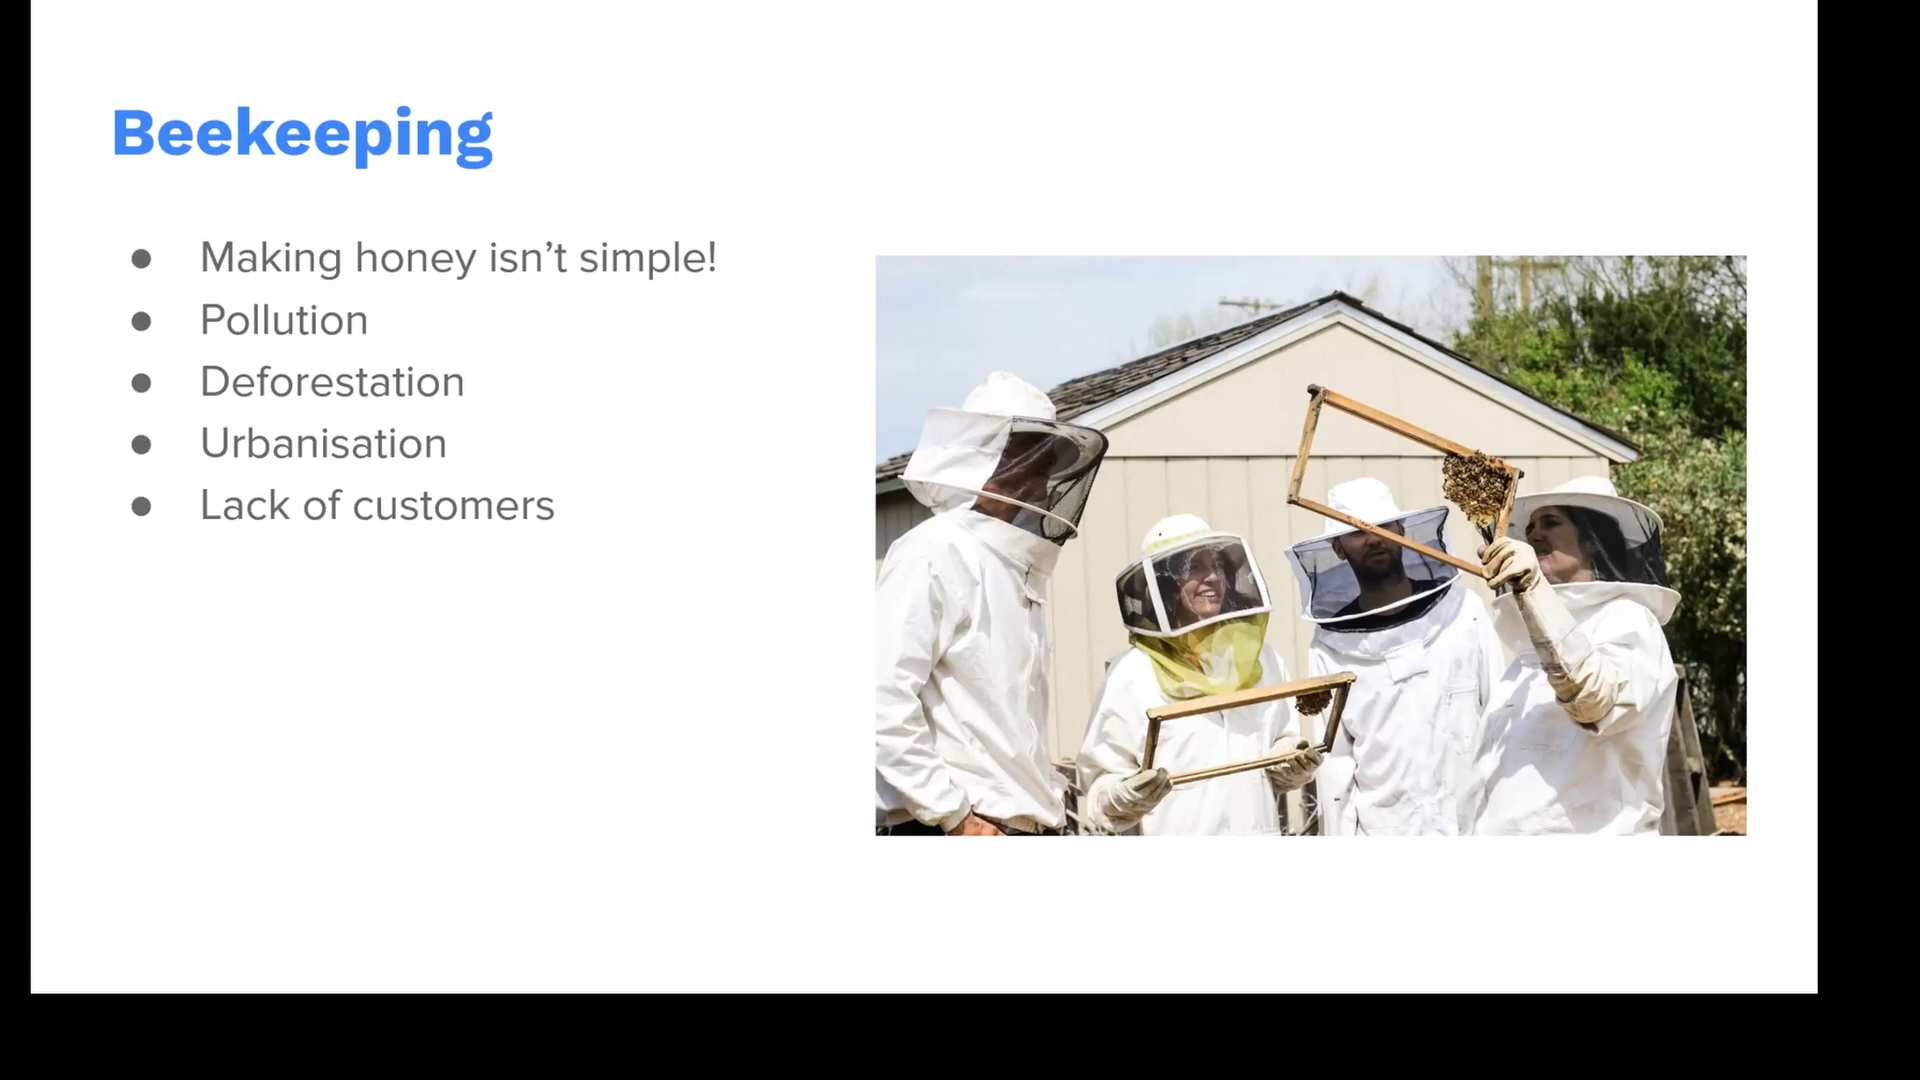 Beekeeping
● Making honey isn’t simple!
● Pollution
● Deforestation
● Urbanisation
● Lack of customers